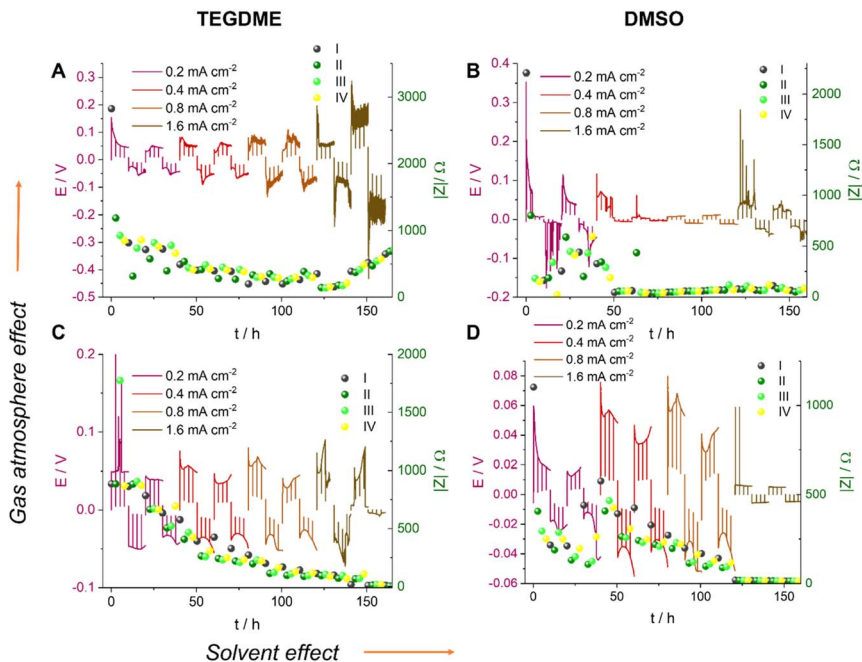 TEGDME
DMSO
A
0.3
0.2
0.1
0.0
-0.1
-0.2
-0.3
-0.4
-0.5
E / V
0.2 mA cm-2
0.4 mA cm-2
0.8 mA cm-2
1.6 mA cm-2
I
II
III
IV
3000
2000
1000
0
|Z|/ Ω
0 50 100 150
t / h
B
0.4
0.3
0.2
0.1
0.0
-0.1
-0.2
E / V
0.2 mA cm-2
0.4 mA cm-2
0.8 mA cm-2
1.6 mA cm-2
I
II
III
IV
2000
1500
1000
500
0
|Z|/ Ω
0 50 100 150
t / h
C
0.2
0.1
0.0
-0.1
E / V
0.2 mA cm-2
0.4 mA cm-2
0.8 mA cm-2
1.6 mA cm-2
I
II
III
IV
2000
1500
1000
500
0
|Z|/ Ω
0 50 100 150
t / h
D
0.08
0.06
0.04
0.02
0.00
-0.02
-0.04
-0.06
E / V
0.2 mA cm-2
0.4 mA cm-2
0.8 mA cm-2
1.6 mA cm-2
I
II
III
IV
1000
500
0
|Z|/ Ω
0 50 100 150
t / h
Gas atmosphere effect
Solvent effect